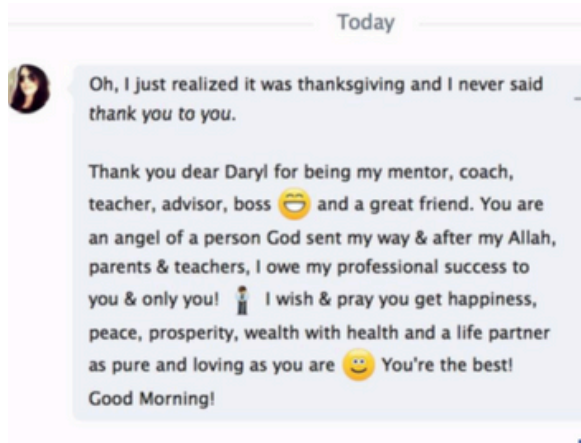 Today
Oh, I just realized it was thanksgiving and I never said
thank you to you.
Thank you dear Daryl for being my mentor, coach,
teacher, advisor, boss 😁 and a great friend. You are
an angel of a person God sent my way & after my Allah,
parents & teachers, I owe my professional success to
you & only you! I wish & pray you get happiness,
peace, prosperity, wealth with health and a life partner
as pure and loving as you are 🙂 You're the best!
Good Morning!